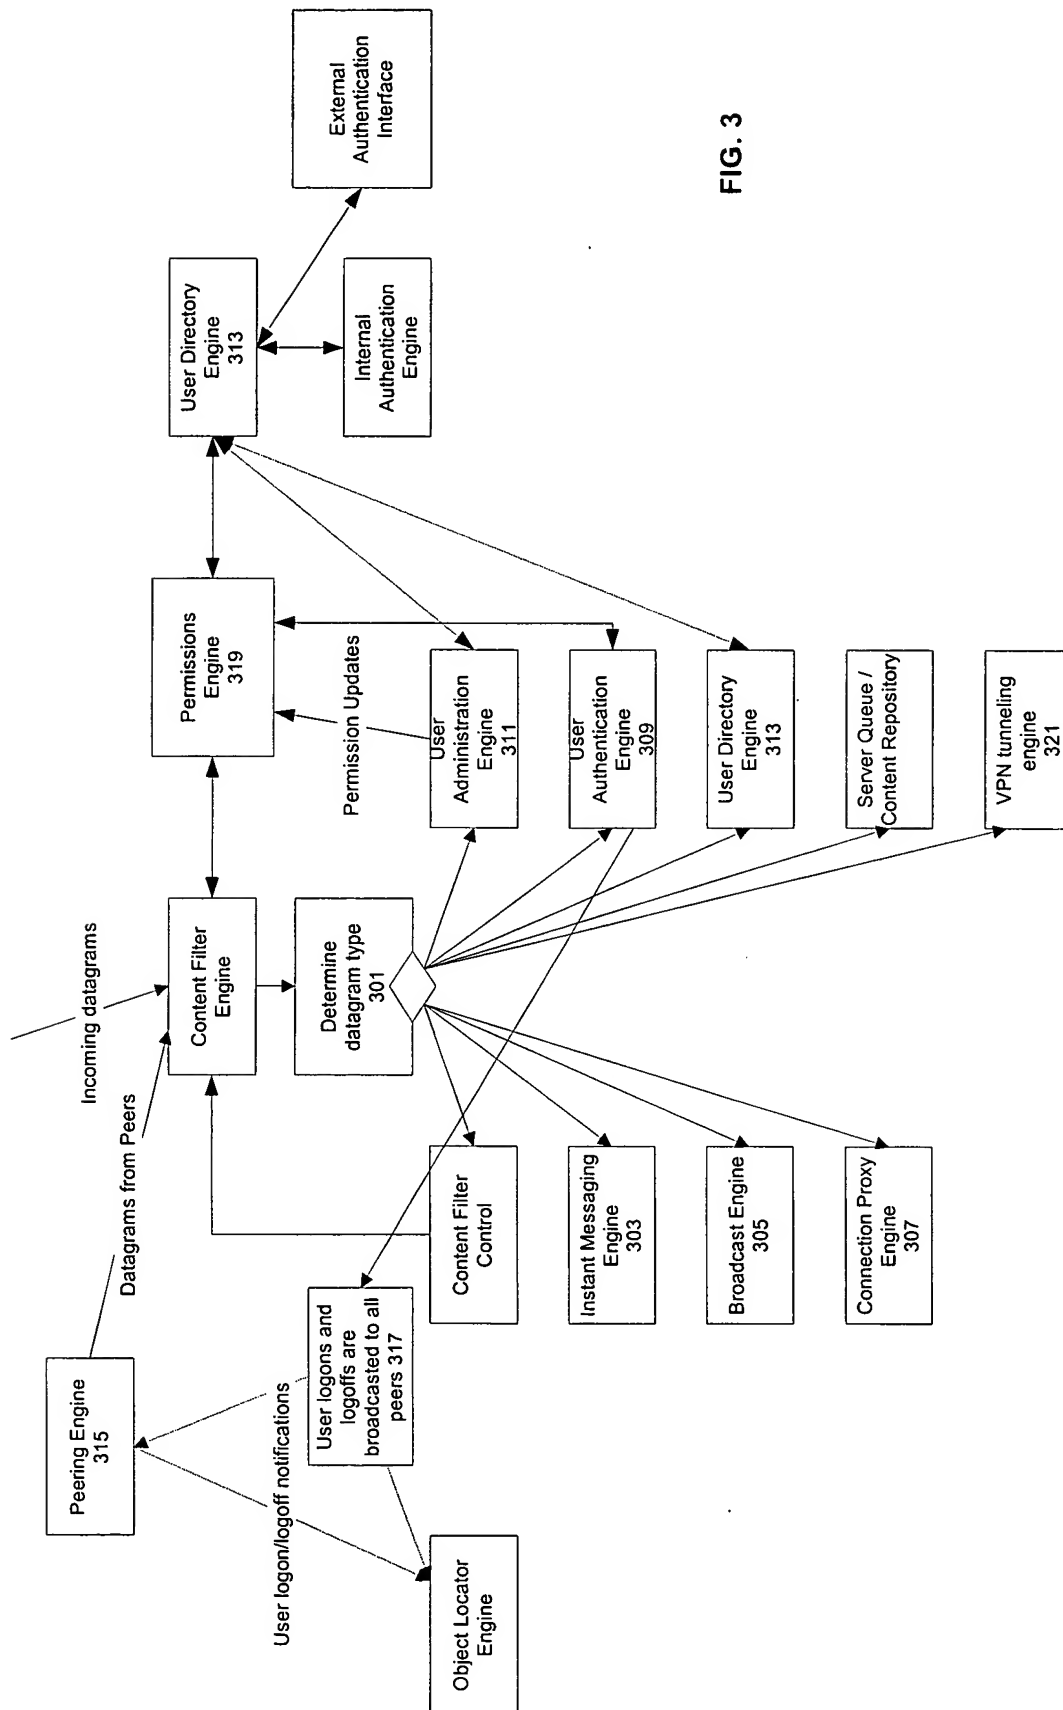 Incoming datagrams
Datagrams from Peers
Peering Engine
315
User logon/logoff notifications
Object Locator
Engine
User logons and
logoffs are
broadcasted to all
peers 317
Content Filter
Engine
Determine
datagram type
301
Content Filter
Control
Instant Messaging
Engine
303
Broadcast Engine
305
Connection Proxy
Engine
307
Permissions
Engine
319
Permission Updates
User
Administration
Engine
311
User
Authentication
Engine 309
User Directory
Engine
313
Server Queue /
Content Repository
VPN tunneling
engine
321
User Directory
Engine
313
Internal
Authentication
Engine
External
Authentication
Interface
FIG. 3